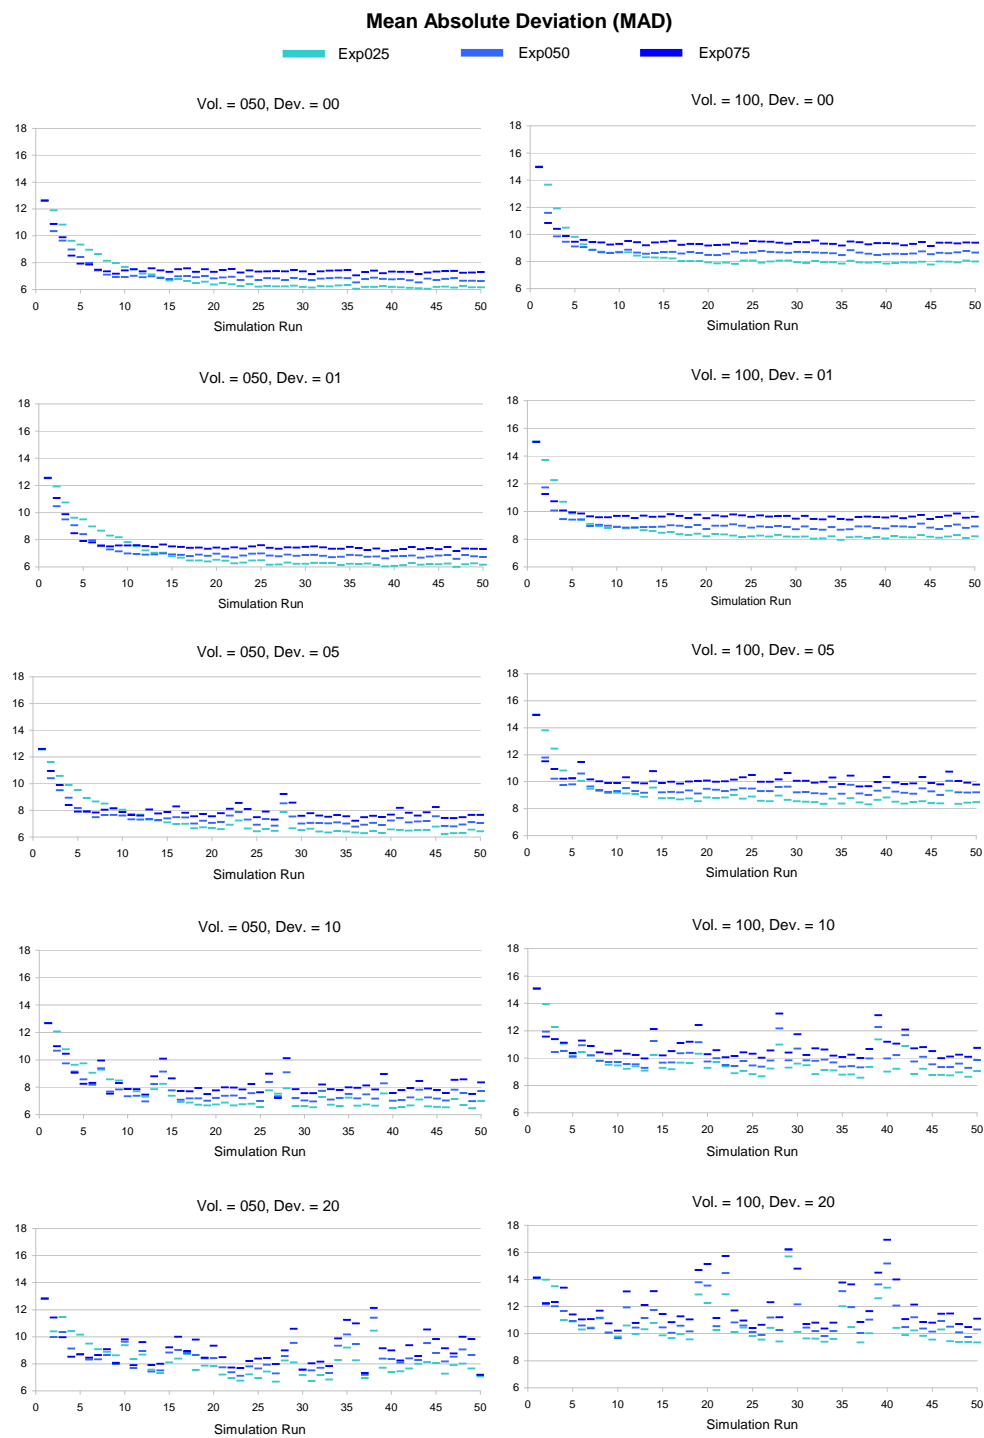 Mean Absolute Deviation (MAD)
Exp025 Exp050 Exp075
Vol. = 050, Dev. = 00
18
16
14
12
10
8
6
0 5 10 15 20 25 30 35 40 45 50
Simulation Run
Vol. = 100, Dev. = 00
18
16
14
12
10
8
6
0 5 10 15 20 25 30 35 40 45 50
Simulation Run
Vol. = 050, Dev. = 01
18
16
14
12
10
8
6
0 5 10 15 20 25 30 35 40 45 50
Simulation Run
Vol. = 100, Dev. = 01
18
16
14
12
10
8
6
0 5 10 15 20 25 30 35 40 45 50
Simulation Run
Vol. = 050, Dev. = 05
18
16
14
12
10
8
6
0 5 10 15 20 25 30 35 40 45 50
Simulation Run
Vol. = 100, Dev. = 05
18
16
14
12
10
8
6
0 5 10 15 20 25 30 35 40 45 50
Simulation Run
Vol. = 050, Dev. = 10
18
16
14
12
10
8
6
0 5 10 15 20 25 30 35 40 45 50
Simulation Run
Vol. = 100, Dev. = 10
18
16
14
12
10
8
6
0 5 10 15 20 25 30 35 40 45 50
Simulation Run
Vol. = 050, Dev. = 20
18
16
14
12
10
8
6
0 5 10 15 20 25 30 35 40 45 50
Simulation Run
Vol. = 100, Dev. = 20
18
16
14
12
10
8
6
0 5 10 15 20 25 30 35 40 45 50
Simulation Run